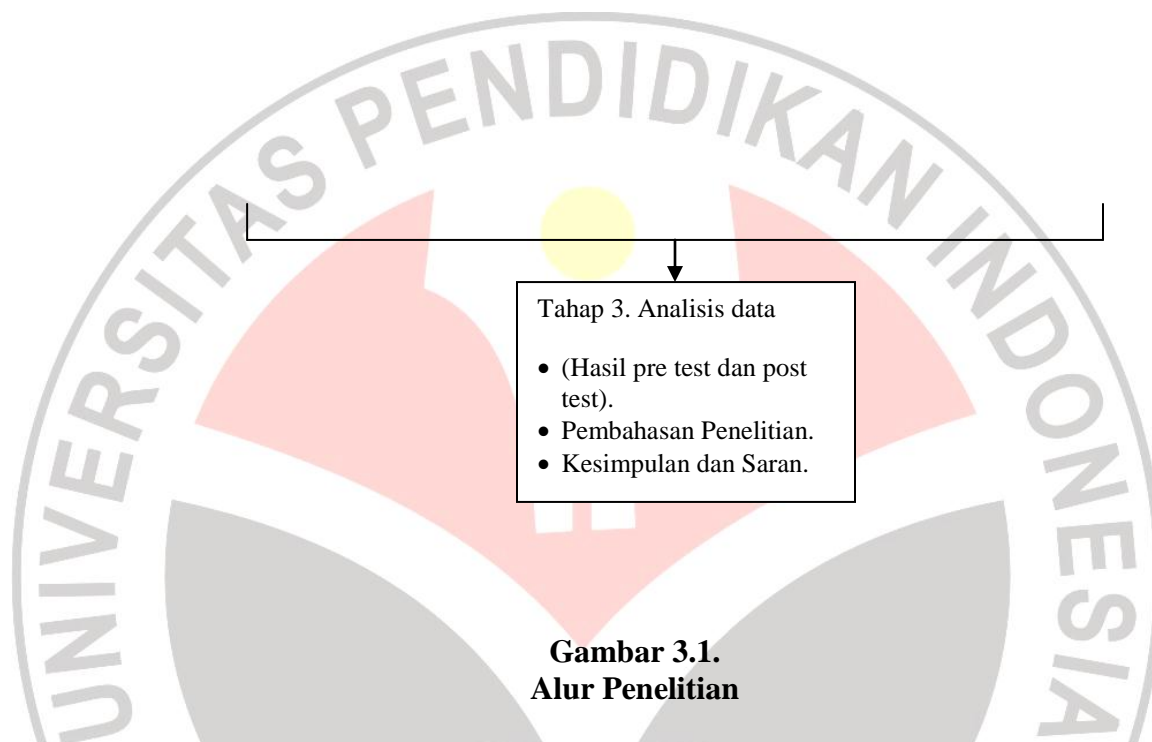 UNIVERSITAS PENDIDIKAN INDONESIA
Tahap 3. Analisis data
• (Hasil pre test dan post
test).
• Pembahasan Penelitian.
• Kesimpulan dan Saran.
Gambar 3.1.
Alur Penelitian